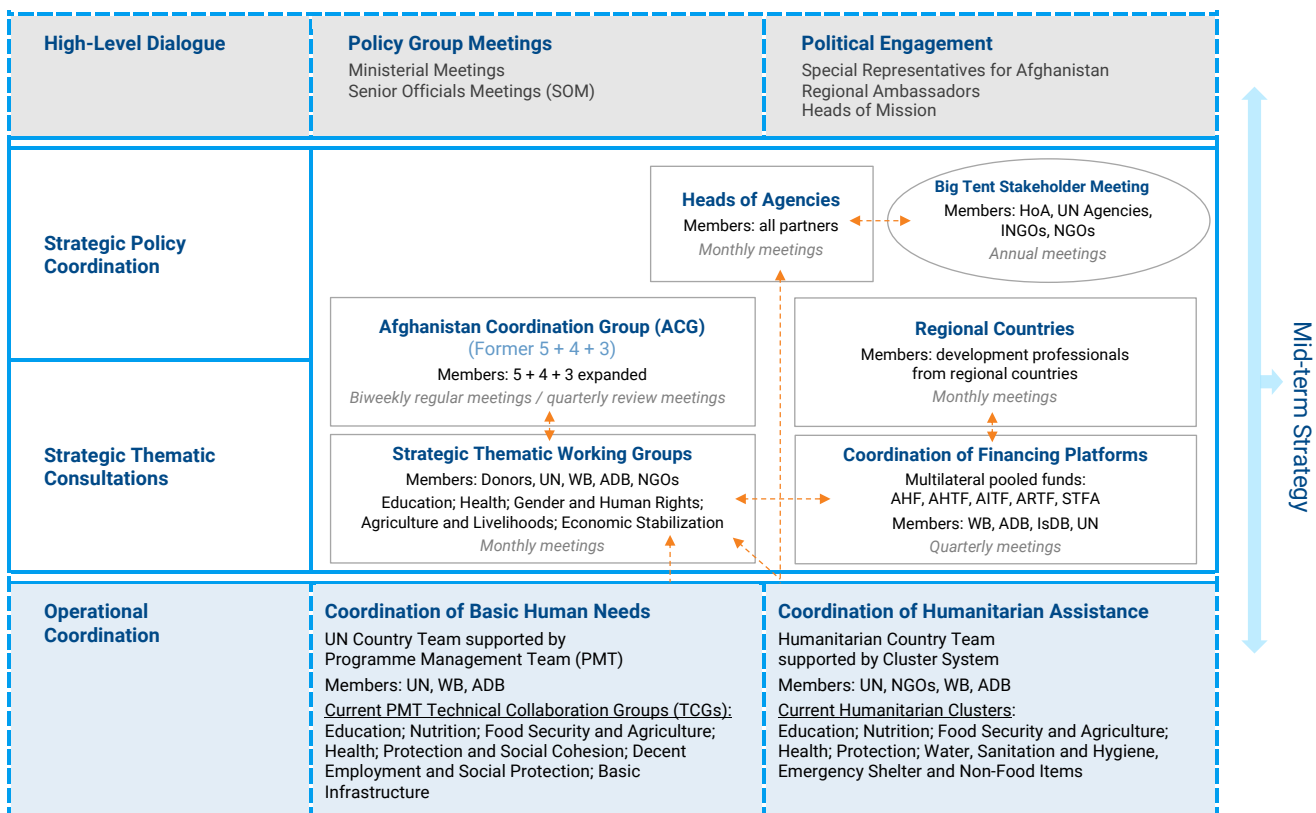 High-Level Dialogue
Policy Group Meetings
Ministerial Meetings
Senior Officials Meetings (SOM)
Political Engagement
Special Representatives for Afghanistan
Regional Ambassadors
Heads of Mission
Strategic Policy
Coordination
Heads of Agencies
Members: all partners
Monthly meetings
Big Tent Stakeholder Meeting
Members: HoA, UN Agencies,
INGOs, NGOs
Annual meetings
Afghanistan Coordination Group (ACG)
(Former 5 + 4 + 3)
Members: 5 + 4 + 3 expanded
Biweekly regular meetings / quarterly review meetings
Regional Countries
Members: development professionals
from regional countries
Monthly meetings
Strategic Thematic
Consultations
Strategic Thematic Working Groups
Members: Donors, UN, WB, ADB, NGOs
Education; Health; Gender and Human Rights;
Agriculture and Livelihoods; Economic Stabilization
Monthly meetings
Coordination of Financing Platforms
Multilateral pooled funds:
AHF, AHTF, AITF, ARTF, STFA
Members: WB, ADB, IsDB, UN
Quarterly meetings
Operational
Coordination
Coordination of Basic Human Needs
UN Country Team supported by
Programme Management Team (PMT)
Members: UN, WB, ADB
Current PMT Technical Collaboration Groups (TCGs):
Education; Nutrition; Food Security and Agriculture;
Health; Protection and Social Cohesion; Decent
Employment and Social Protection; Basic
Infrastructure
Coordination of Humanitarian Assistance
Humanitarian Country Team
supported by Cluster System
Members: UN, NGOs, WB, ADB
Current Humanitarian Clusters:
Education; Nutrition; Food Security and Agriculture;
Health; Protection; Water, Sanitation and Hygiene,
Emergency Shelter and Non-Food Items
Mid-term Strategy